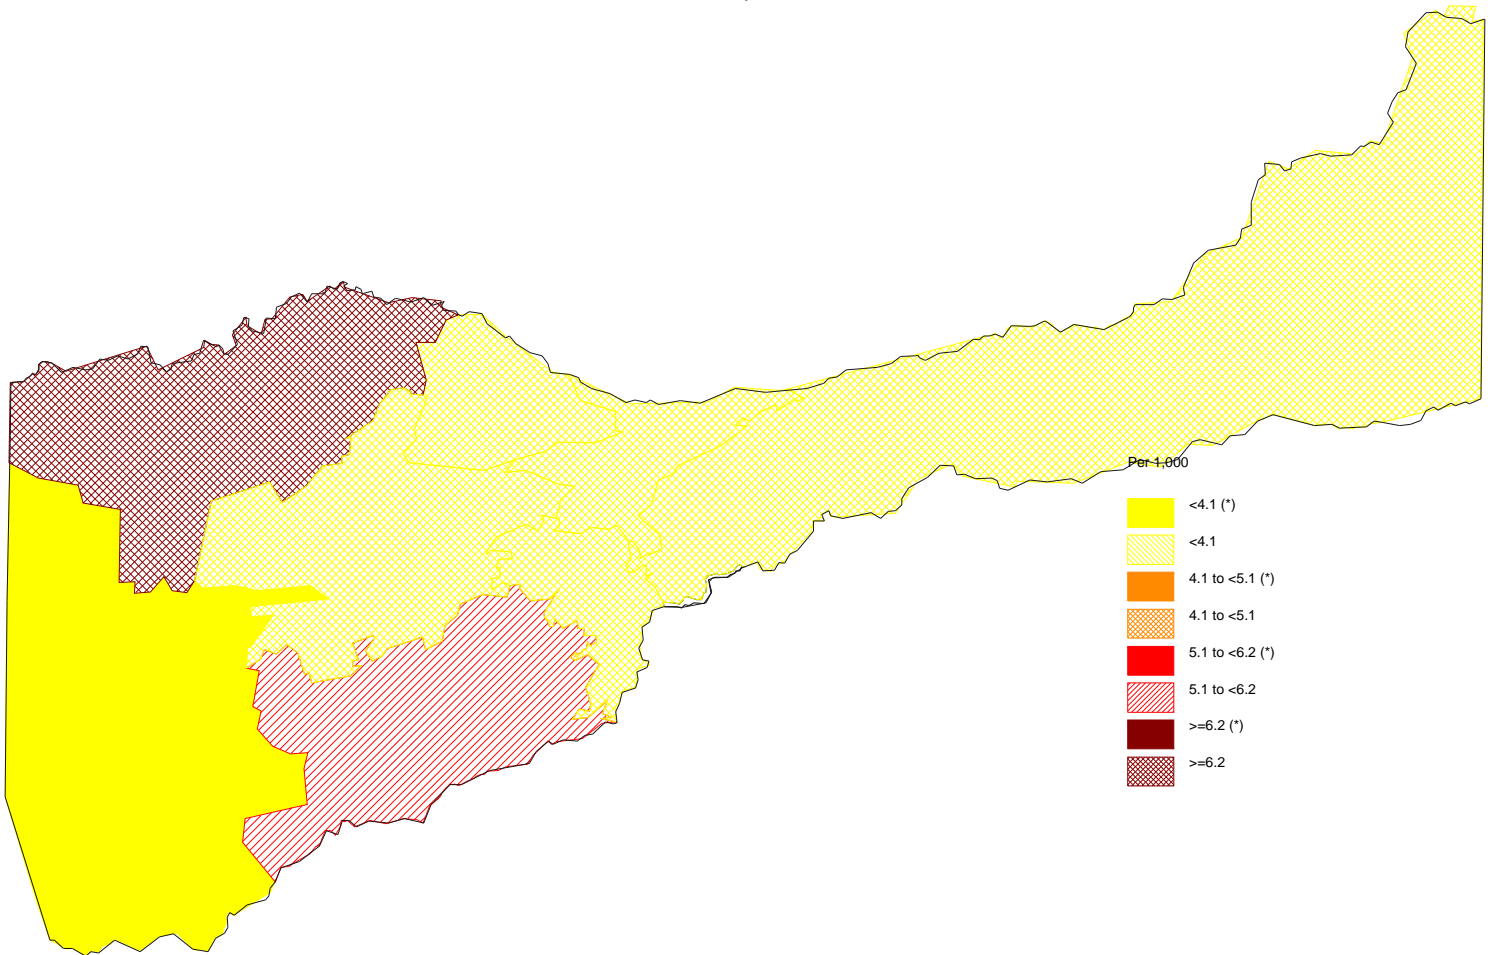 Per 1,000
<4.1 (*)
<4.1
4.1 to <5.1 (*)
4.1 to <5.1
5.1 to <6.2 (*)
5.1 to <6.2
>=6.2 (*)
>=6.2